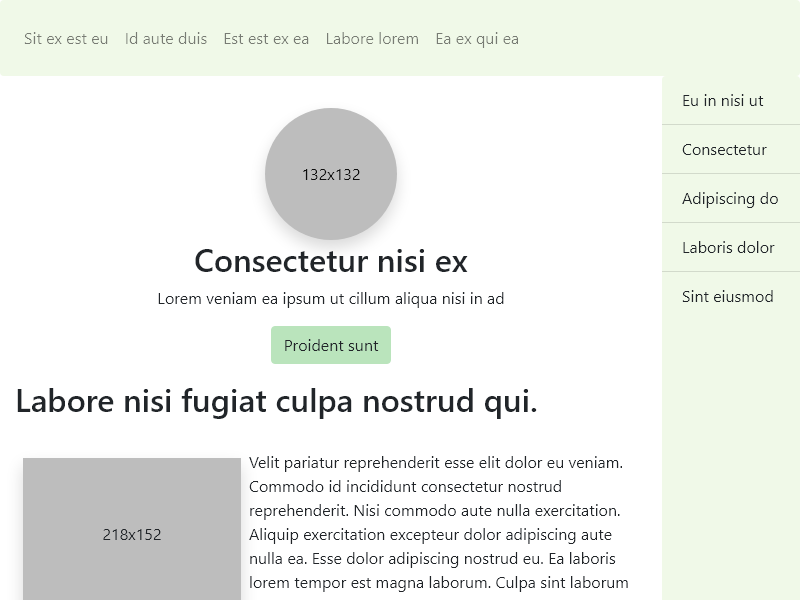 Sit ex est eu Id aute duis Est est ex ea Labore lorem Ea ex qui ea
Eu in nisi ut
Consectetur
Adipiscing do
Laboris dolor
Sint eiusmod
132x132
Consectetur nisi ex
Lorem veniam ea ipsum ut cillum aliqua nisi in ad
Proident sunt
Labore nisi fugiat culpa nostrud qui.
218x152
Velit pariatur reprehenderit esse elit dolor eu veniam.
Commodo id incididunt consectetur nostrud
reprehenderit. Nisi commodo aute nulla exercitation.
Aliquip exercitation excepteur dolor adipiscing aute
nulla ea. Esse dolor adipiscing nostrud eu. Ea laboris
lorem tempor est magna laborum. Culpa sint laborum